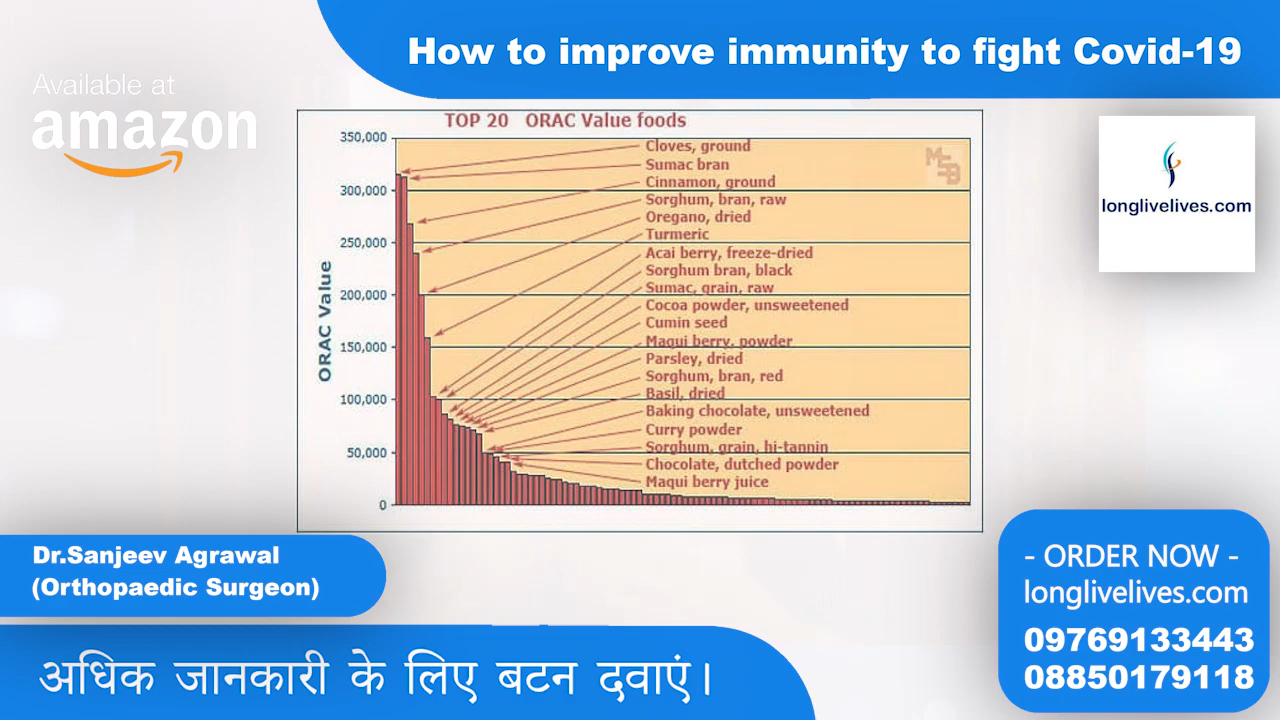 How to improve immunity to fight Covid-19
Available at
amazon
TOP 20 ORAC Value foods
350,000
300,000
250,000
200,000
150,000
100,000
50,000
0
ORAC Value
Cloves, ground
Sumac bran
Cinnamon, ground
Sorghum, bran, raw
Oregano, dried
Turmeric
Acai berry, freeze-dried
Sorghum bran, black
Sumac, grain, raw
Cocoa powder, unsweetened
Cumin seed
Maqui berry, powder
Parsley, dried
Sorghum, bran, red
Basil, dried
Baking chocolate, unsweetened
Curry powder
Sorghum, grain, hi-tannin
Chocolate, dutched powder
Maqui berry juice
longlivelives.com
Dr.Sanjeev Agrawal
(Orthopaedic Surgeon)
- ORDER NOW -
longlivelives.com
09769133443
08850179118
अधिक जानकारी के लिए बटन दवाएं।